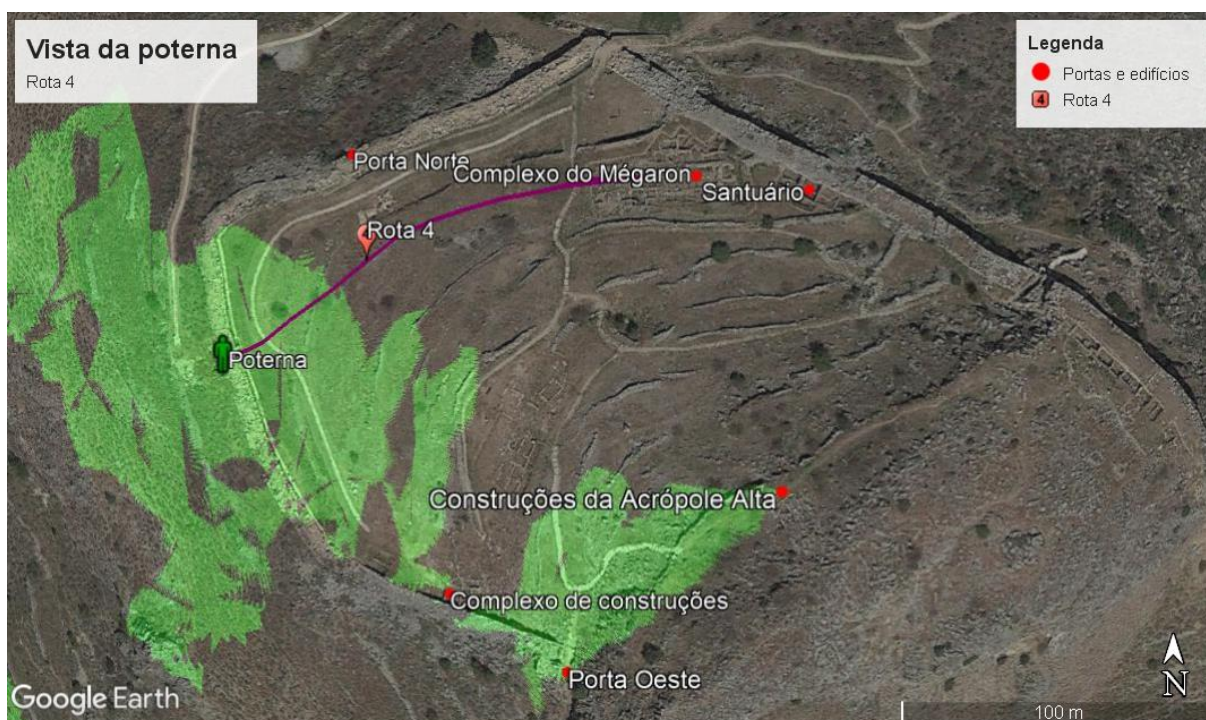 Vista da poterna
Rota 4
Legenda
Portas e edifícios
4 Rota 4
Porta Norte
Complexo do Mégaron
Santuário
Rota 4
Poterna
Construções da Acrópole Alta
Complexo de construções
Porta Oeste
Google Earth
N
100 m